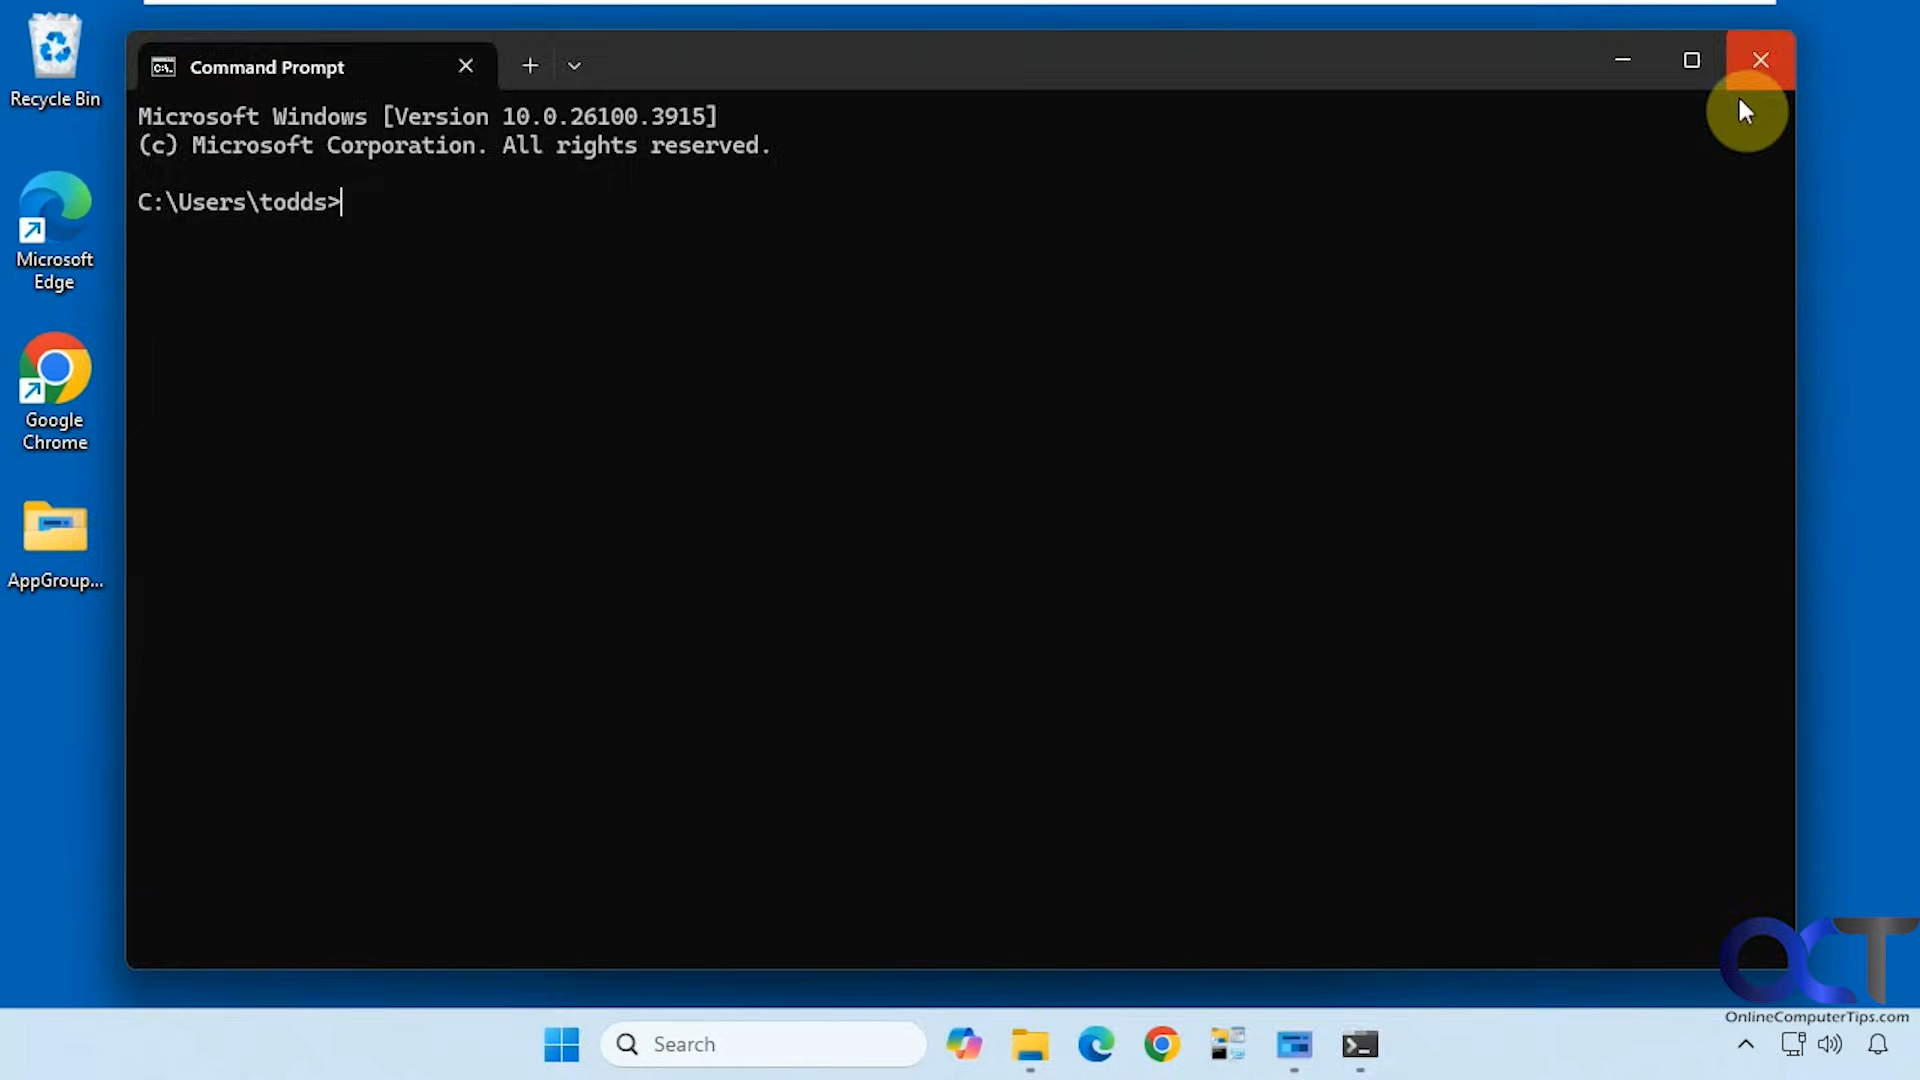 Recycle Bin
Microsoft
Edge
Google
Chrome
AppGroup...
Command Prompt
Microsoft Windows [Version 10.0.26100.3915]
(c) Microsoft Corporation. All rights reserved.
C:\Users\todds>
Search
OCT
OnlineComputerTips.com